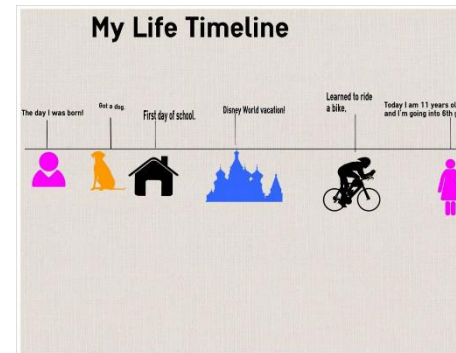 My Life Timeline
The day I was born!
Got a dog.
First day of school.
Disney World vacation!
Learned to ride
a bike.
Today I am 11 years
and I'm going into 6th